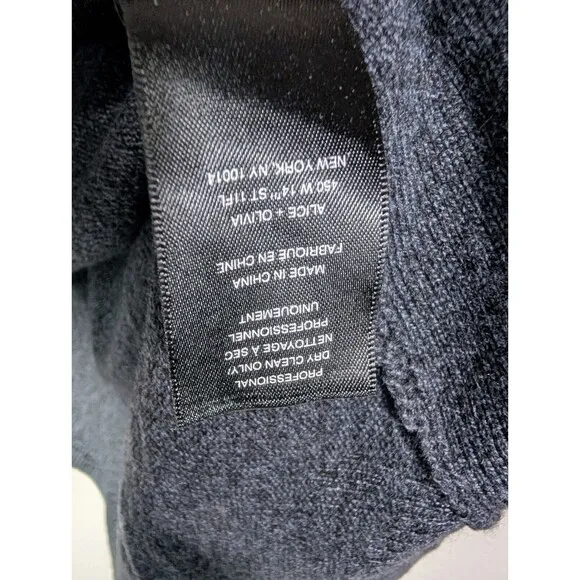 PROFESSIONAL
DRY CLEAN ONLY/
NETTOYAGE À SEC
PROFESSIONNEL
UNIQUEMENT
MADE IN CHINA
FABRIQUÉ EN CHINE
ALICE + OLIVIA
450 W 14TH ST 11FL
NEW YORK, NY 10014